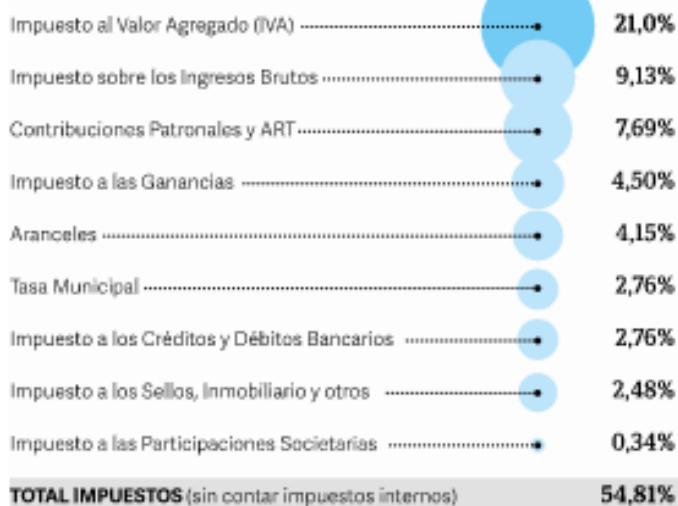 Impuesto al Valor Agregado (IVA) 21,0%
Impuesto sobre los Ingresos Brutos 9,13%
Contribuciones Patronales y ART 7,69%
Impuesto a las Ganancias 4,50%
Aranceles 4,15%
Tasa Municipal 2,76%
Impuesto a los Créditos y Débitos Bancarios 2,76%
Impuesto a los Sellos, Inmobiliario y otros 2,48%
Impuesto a las Participaciones Societarias 0,34%
TOTAL IMPUESTOS (sin contar impuestos internos) 54,81%